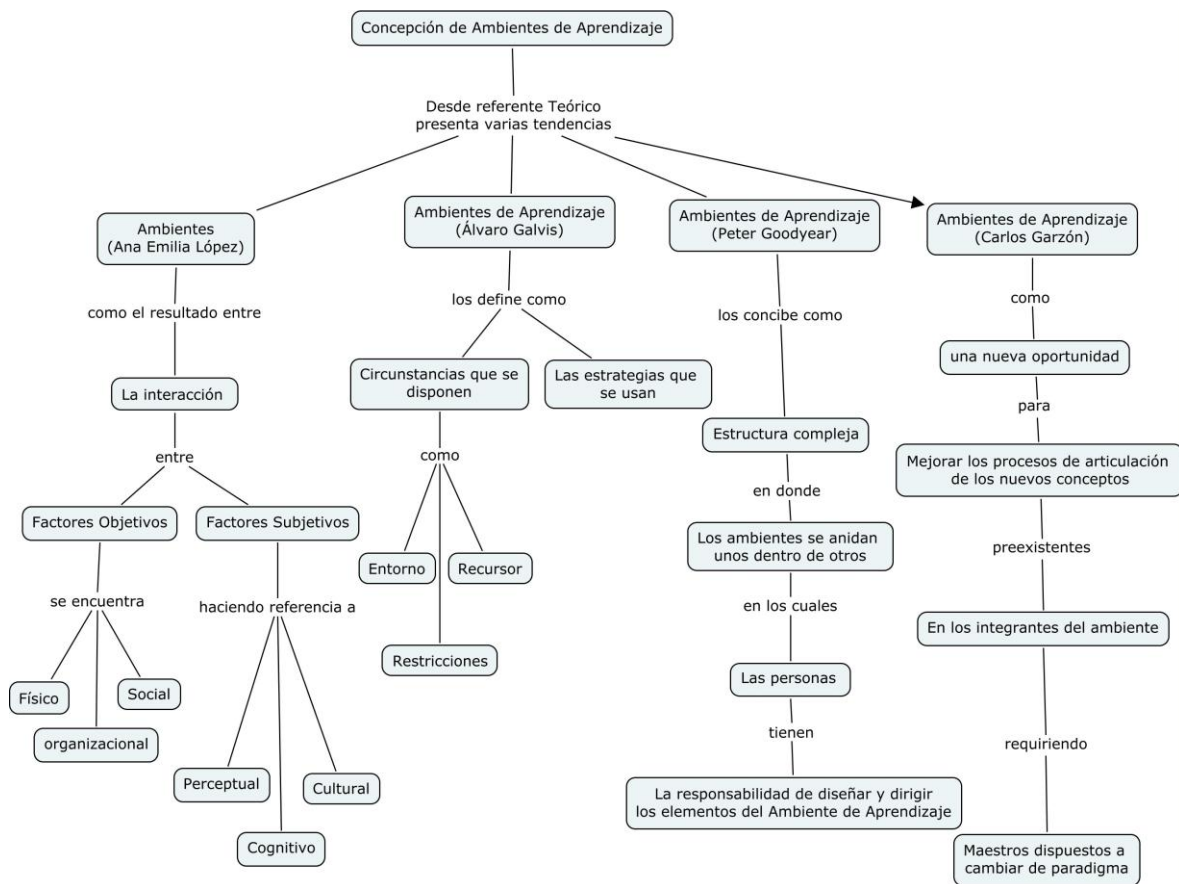 Concepción de Ambientes de Aprendizaje
Desde referente Teórico
presenta varias tendencias
Ambientes
(Ana Emilia López)
como el resultado entre
La interacción
entre
Factores Objetivos
se encuentra
Físico
organizacional
Social
Factores Subjetivos
haciendo referencia a
Perceptual
Cognitivo
Cultural
Ambientes de Aprendizaje
(Álvaro Galvis)
los define como
Circunstancias que se
disponen
como
Entorno
Restricciones
Recursor
Las estrategias que
se usan
Ambientes de Aprendizaje
(Peter Goodyear)
los concibe como
Estructura compleja
en donde
Los ambientes se anidan
unos dentro de otros
en los cuales
Las personas
tienen
La responsabilidad de diseñar y dirigir
los elementos del Ambiente de Aprendizaje
Ambientes de Aprendizaje
(Carlos Garzón)
como
una nueva oportunidad
para
Mejorar los procesos de articulación
de los nuevos conceptos
preexistentes
En los integrantes del ambiente
requiriendo
Maestros dispuestos a
cambiar de paradigma